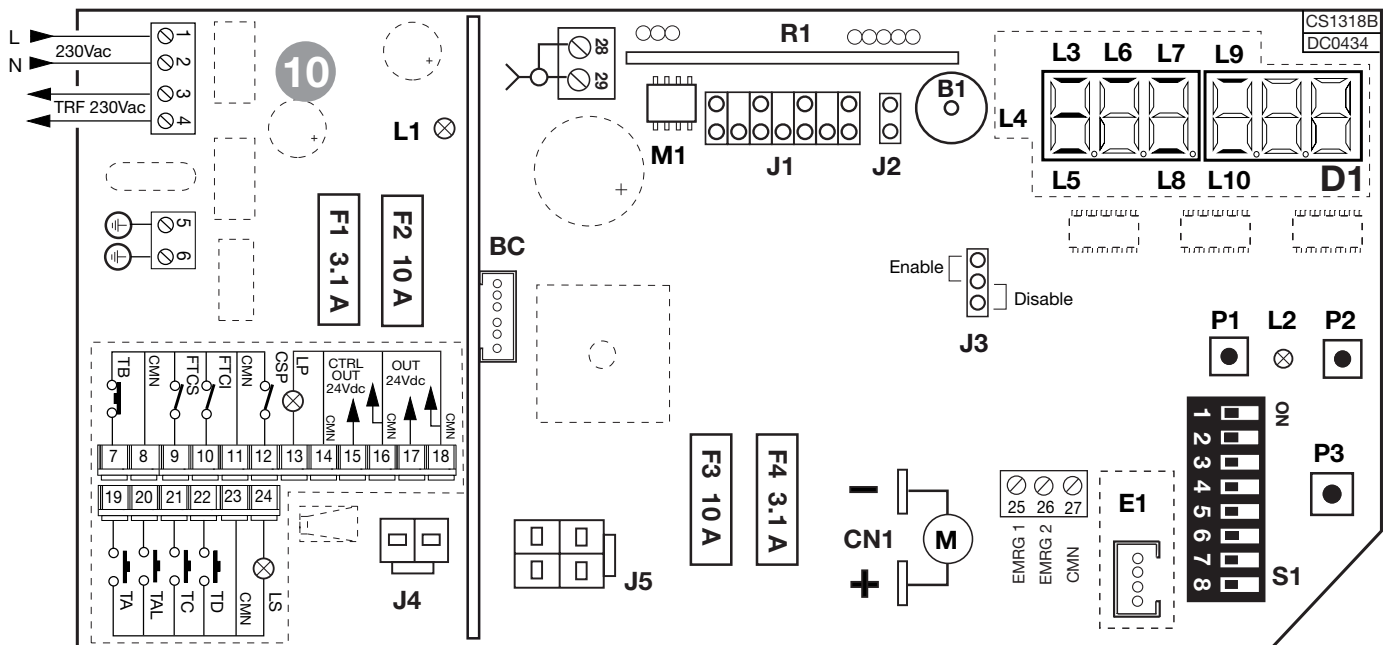 CS1318B
DC0434
L
N
230Vac
TRF 230Vac
1
2
3
4
5
6
10
L1
28
29
R1
M1
J1
J2
B1
L3 L6 L7 L9
L4
L5 L8 L10
D1
F1 3.1 A
F2 10 A
BC
Enable
Disable
J3
P1 L2 P2
P3
TB
CMN
FTCS
FTCI
CMN
CSP
LP
CTRL
OUT
24Vdc
CMN
CMN
OUT
24Vdc
CMN
7 8 9 10 11 12 13 14 15 16 17 18
19 20 21 22 23 24
TA
TAL
TC
TD
CMN
LS
J4
J5
F3 10 A
F4 3.1 A
-
CN1
+
M
25 26 27
EMRG 1
EMRG 2
CMN
E1
ON
1
2
3
4
5
6
7
8
S1